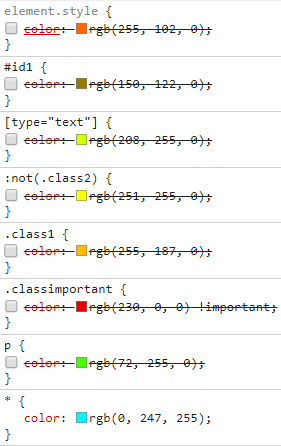 element.style {
color: rgb(255, 102, 0);
}
#id1 {
color: rgb(150, 122, 0);
}
[type="text"] {
color: rgb(208, 255, 0);
}
:not(.class2) {
color: rgb(251, 255, 0);
}
.class1 {
color: rgb(255, 187, 0);
}
.classimportant {
color: rgb(230, 0, 0) !important;
}
p {
color: rgb(72, 255, 0);
}
* {
color: rgb(0, 247, 255);
}